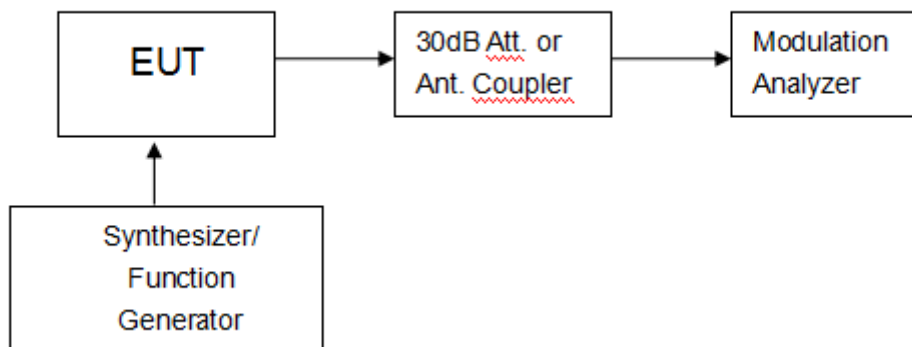 EUT
30dB Att. or
Ant. Coupler
Modulation
Analyzer
Synthesizer/
Function
Generator